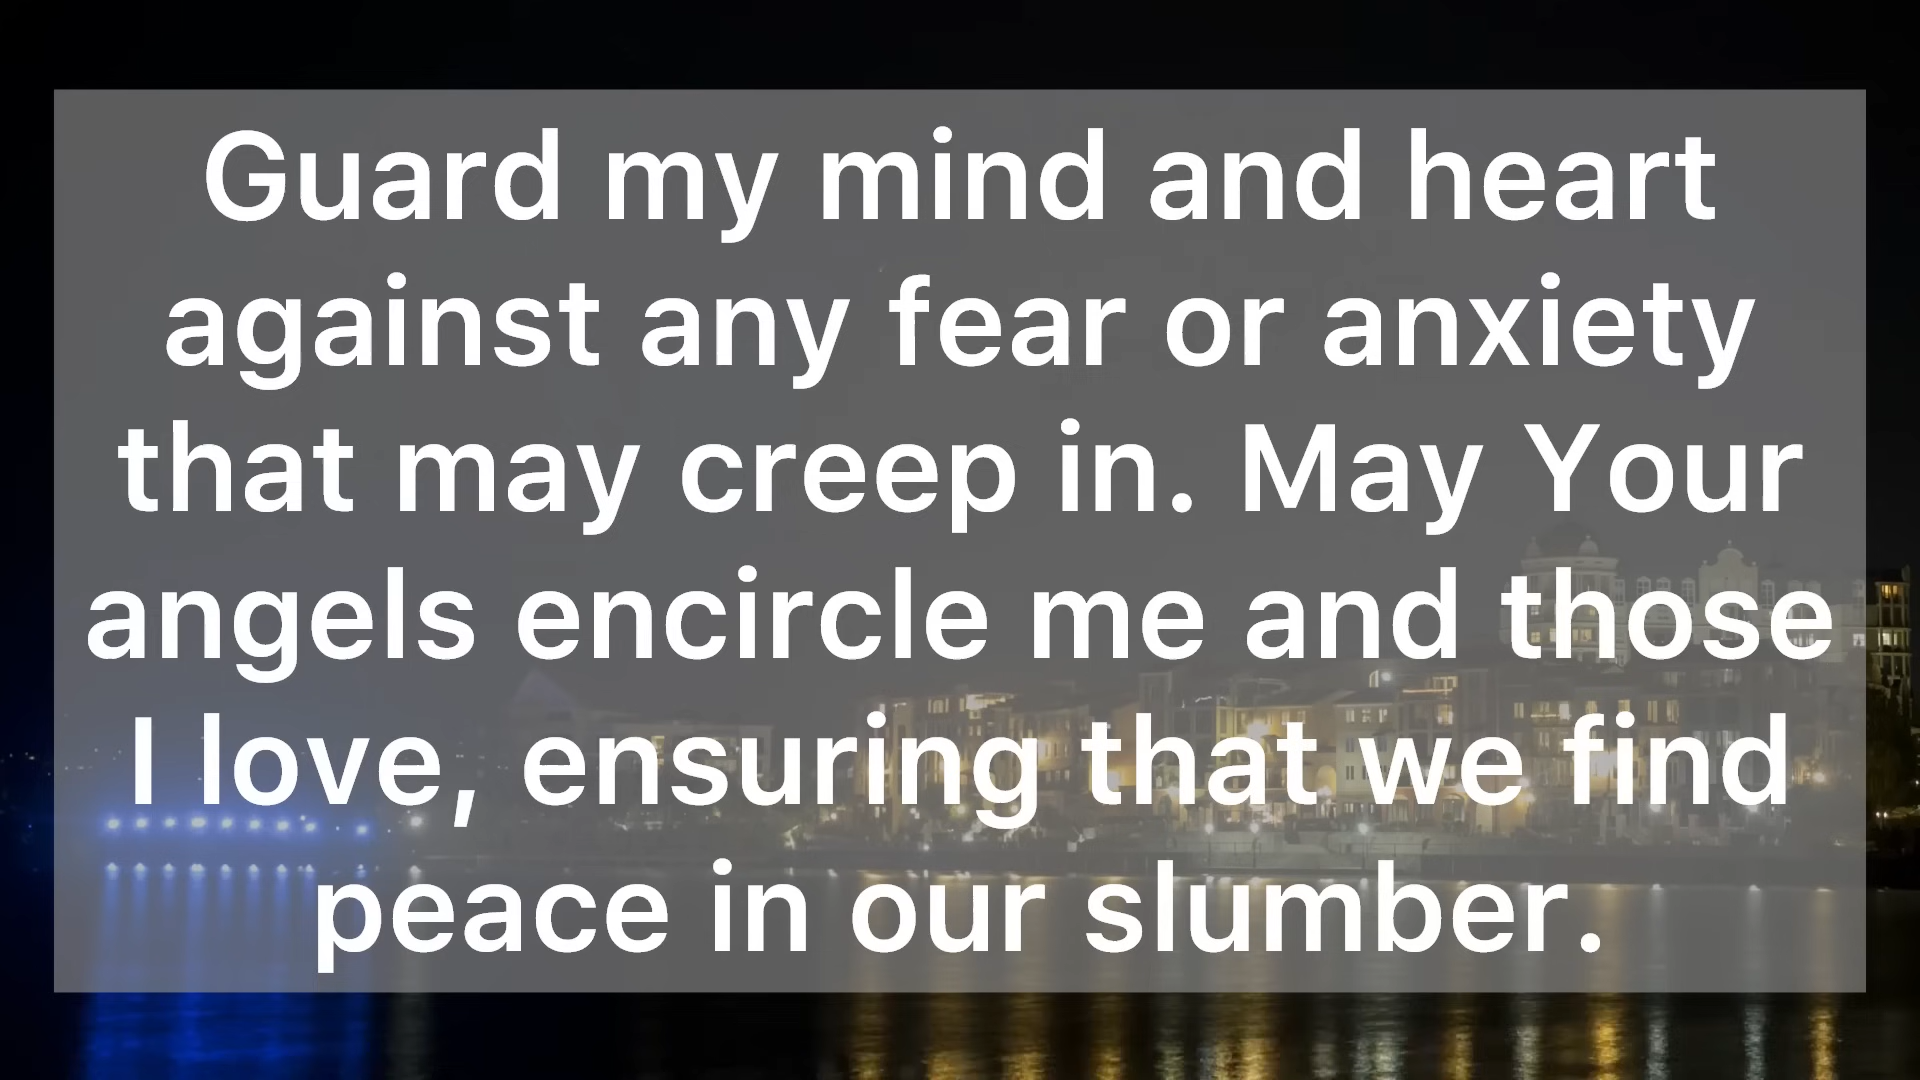 Guard my mind and heart
against any fear or anxiety
that may creep in. May Your
angels encircle me and those
I love, ensuring that we find
peace in our slumber.